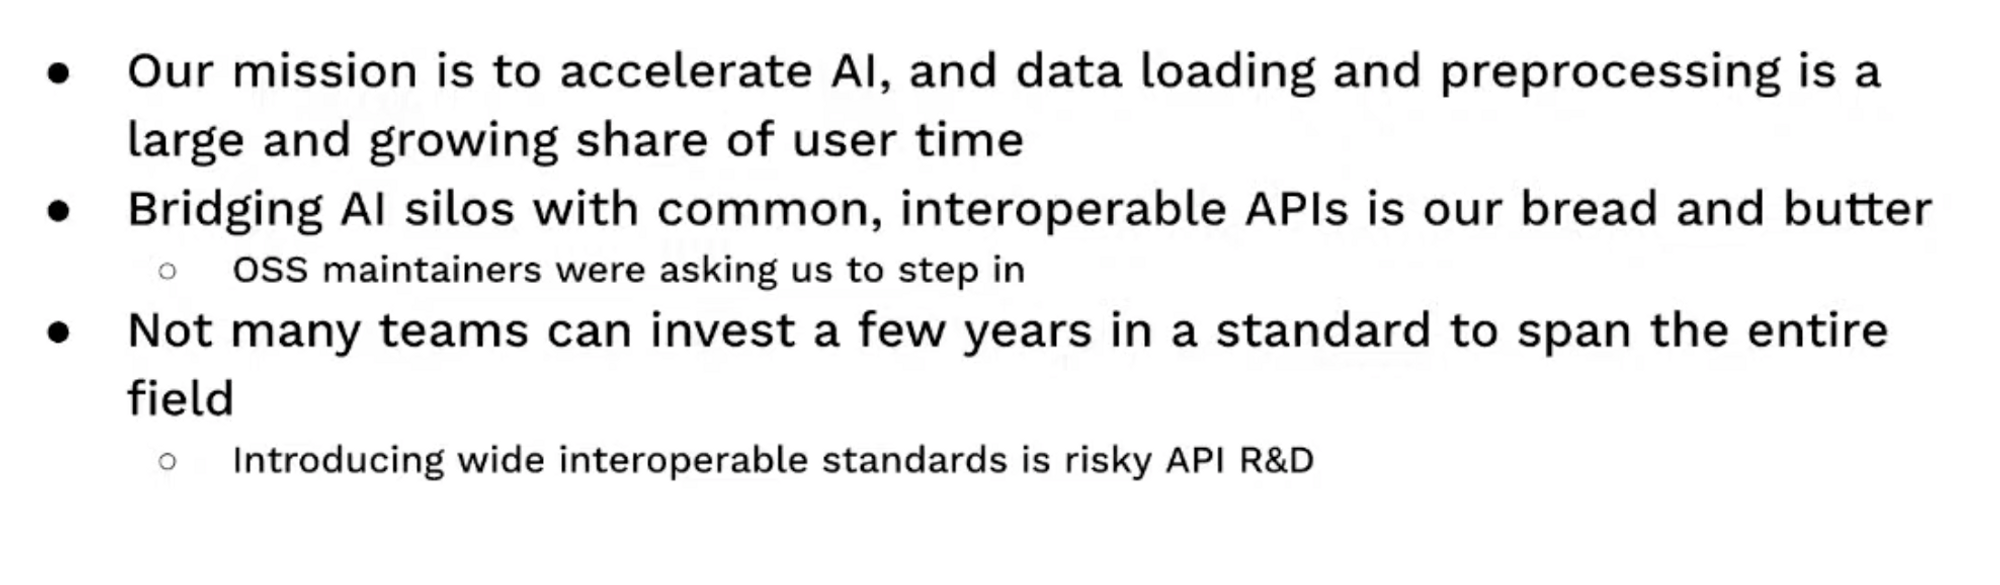 ● Our mission is to accelerate AI, and data loading and preprocessing is a
large and growing share of user time
● Bridging AI silos with common, interoperable APIs is our bread and butter
○ OSS maintainers were asking us to step in
● Not many teams can invest a few years in a standard to span the entire
field
○ Introducing wide interoperable standards is risky API R&D